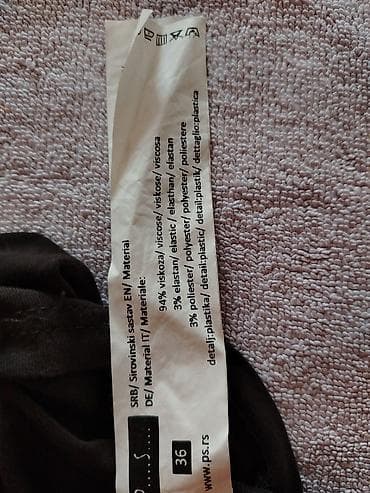 SRB/ Sirovinski sastav EN/ Material
DE/ Material IT/ Materiale:
94% viskoza/ viscose/ viskose/ viscosa
3% elastan/ elastic/ elasthan/ elastan
3% poliester/ polyester/ polyester/ poliestere
detalj:plastika/ detail:plastic/ detail:plastik/ dettaglio:plastica
P....S....
36
www.ps.rs